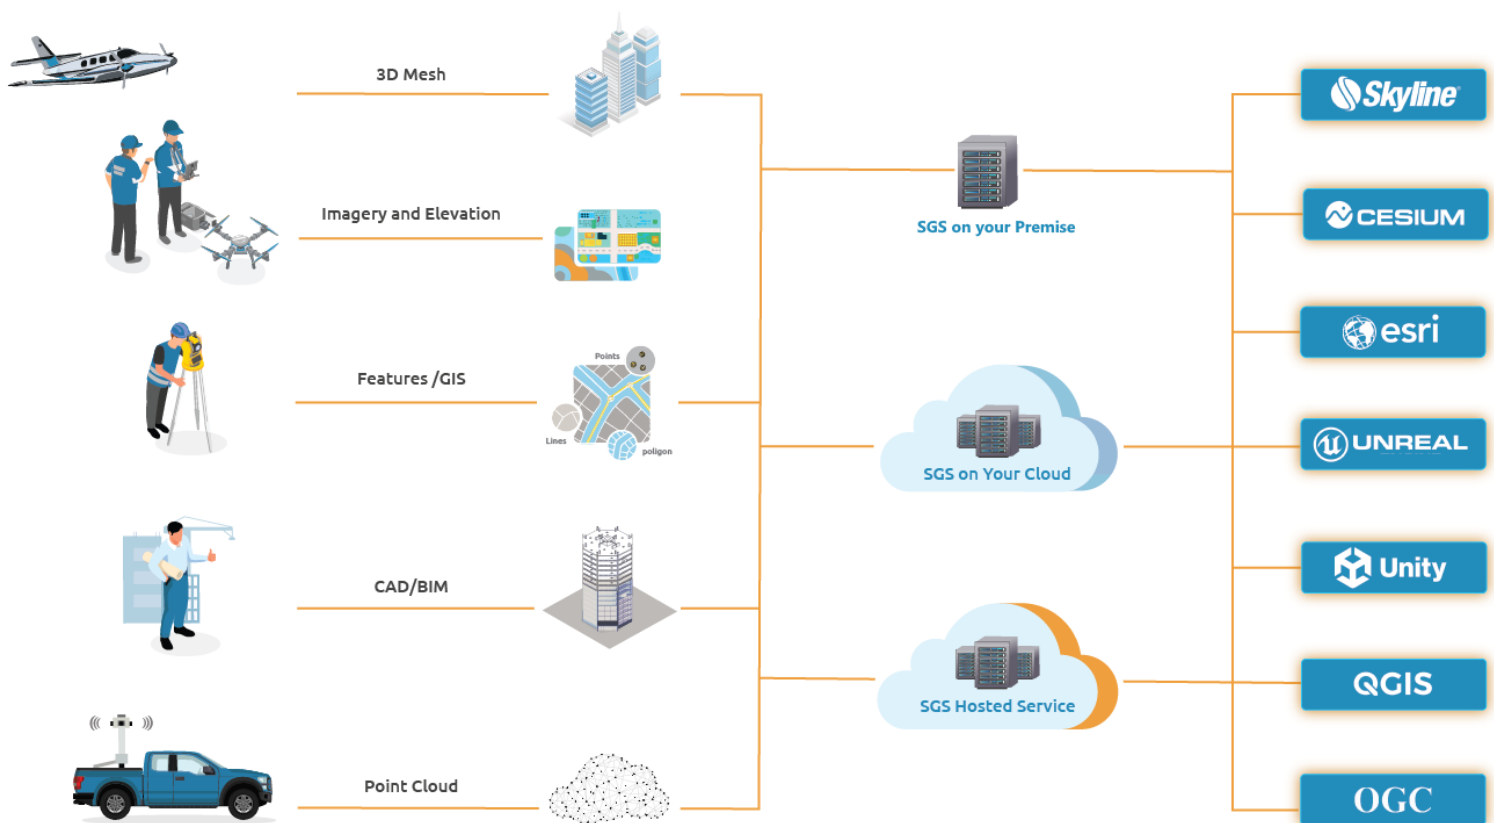 3D Mesh
Imagery and Elevation
Features /GIS
Points
Lines
poligon
CAD/BIM
Point Cloud
SGS on your Premise
SGS on Your Cloud
SGS Hosted Service
Skyline
CESIUM
esri
UNREAL
Unity
QGIS
OGC